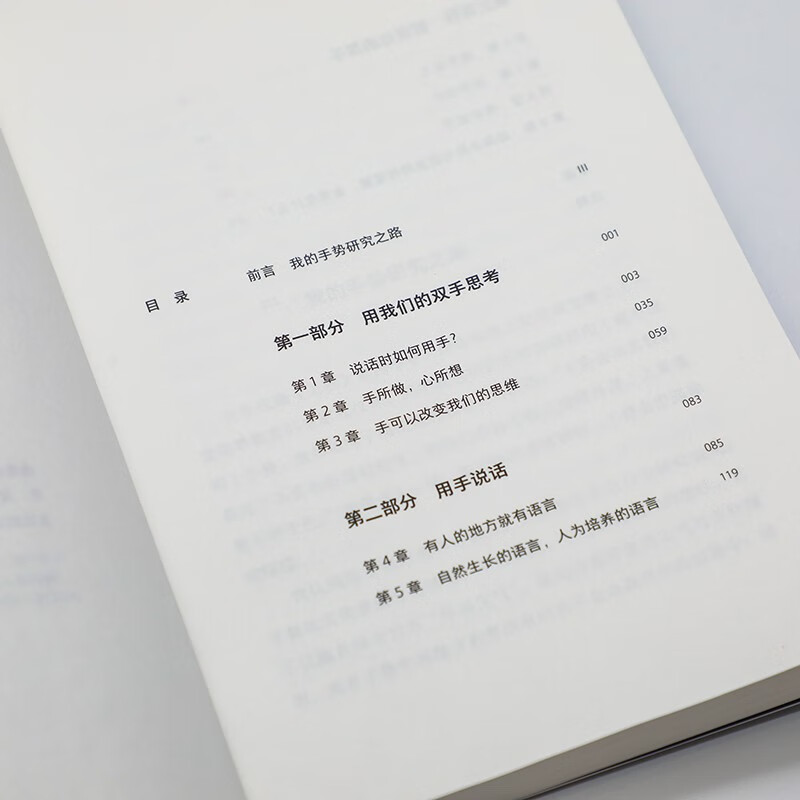 目 录
前言 我的手势研究之路 III
第一部分 用我们的双手思考 001
第1章 说话时如何用手? 003
第2章 手所做，心所想 035
第3章 手可以改变我们的思维 059
第二部分 用手说话 083
第4章 有人的地方就有语言 085
第5章 自然生长的语言，人为培养的语言 119